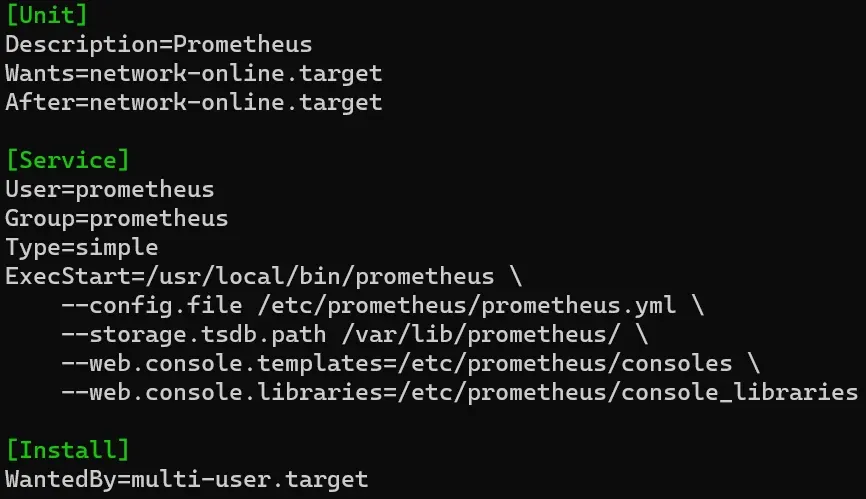 [Unit]
Description=Prometheus
Wants=network-online.target
After=network-online.target

[Service]
User=prometheus
Group=prometheus
Type=simple
ExecStart=/usr/local/bin/prometheus \
    --config.file /etc/prometheus/prometheus.yml \
    --storage.tsdb.path /var/lib/prometheus/ \
    --web.console.templates=/etc/prometheus/consoles \
    --web.console.libraries=/etc/prometheus/console_libraries

[Install]
WantedBy=multi-user.target